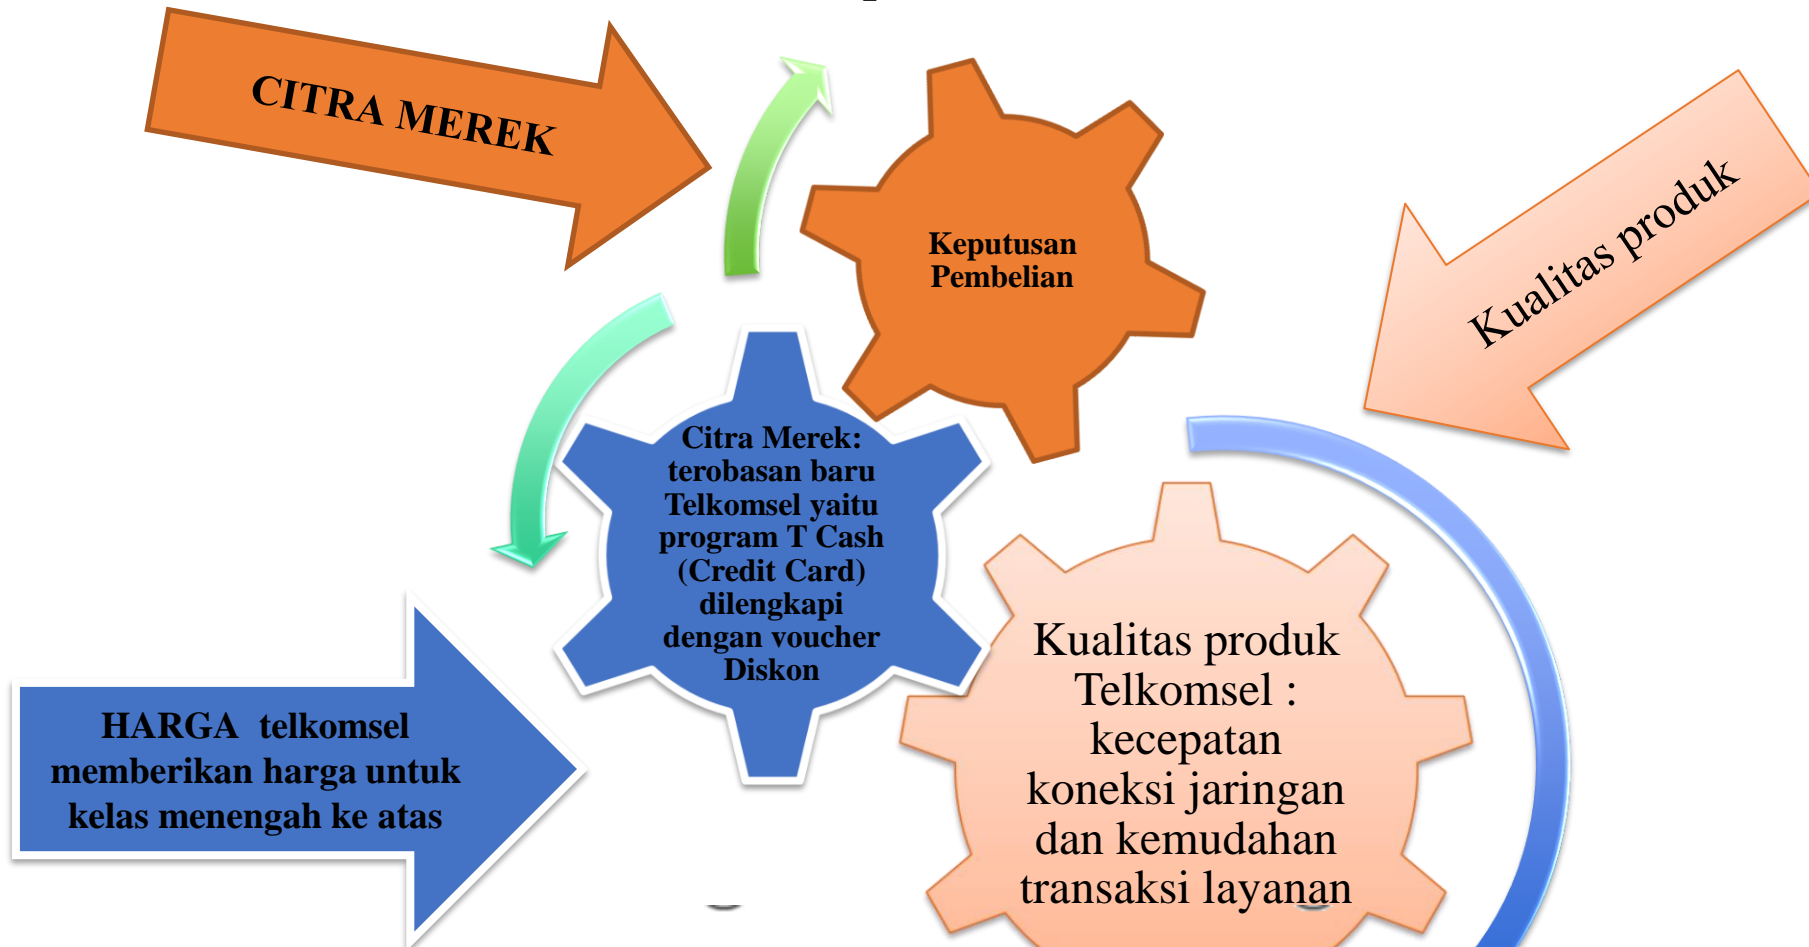 CITRA MEREK
Keputusan
Pembelian
Kualitas produk
Citra Merek:
terobasan baru
Telkomsel yaitu
program T Cash
(Credit Card)
dilengkapi
dengan voucher
Diskon
HARGA  telkomsel
memberikan harga untuk
kelas menengah ke atas
Kualitas produk
Telkomsel :
kecepatan
koneksi jaringan
dan kemudahan
transaksi layanan